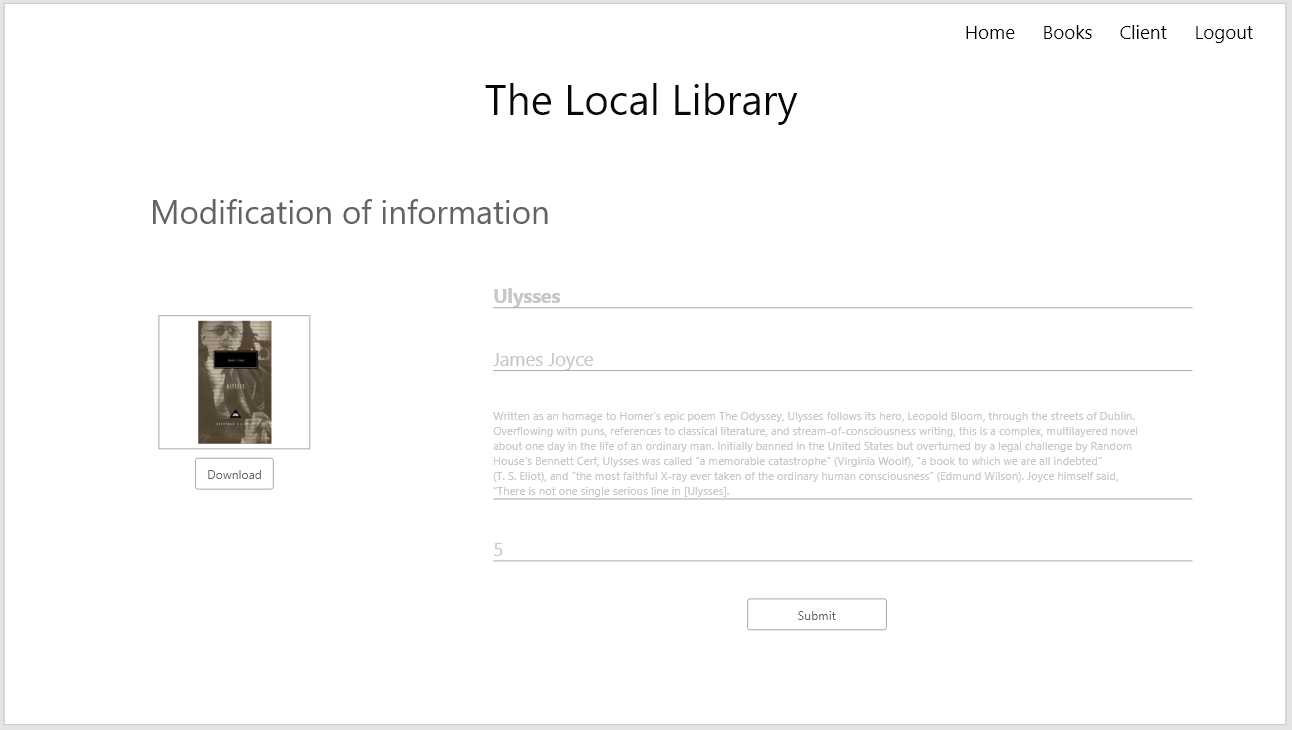 Home Books Client Logout
The Local Library
Modification of information
Ulysses
James Joyce
Written as an homage to Homer's epic poem The Odyssey, Ulysses follows its hero, Leopold Bloom, through the streets of Dublin.
Overflowing with puns, references to classical literature, and stream-of-consciousness writing, this is a complex, multilayered novel
about one day in the life of an ordinary man. Initially banned in the United States but overturned by a legal challenge by Random
House's Bennett Cerf, Ulysses was called "a memorable catastrophe" (Virginia Woolf), "a book to which we are all indebted"
(T. S. Eliot), and "the most faithful X-ray ever taken of the ordinary human consciousness" (Edmund Wilson). Joyce himself said,
"There is not one single serious line in [Ulysses].
James Joyce
ULYSSES
EVERYMAN'S LIBRARY
Download
5
Submit